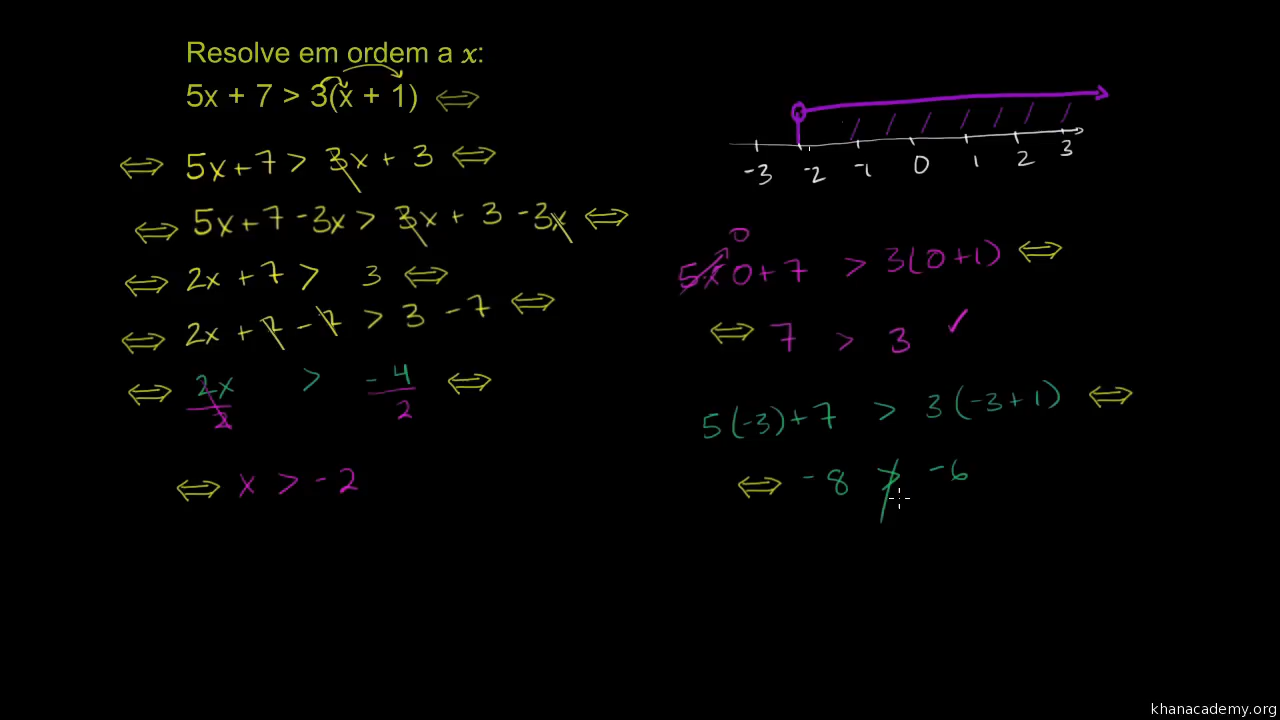 Resolve em ordem a x:
5x + 7 > 3(x + 1) ⇔
⇔ 5x + 7 > 3x + 3 ⇔
⇔ 5x + 7 - 3x > 3x + 3 - 3x ⇔
⇔ 2x + 7 > 3 ⇔
⇔ 2x + 7 - 7 > 3 - 7 ⇔
⇔ 2x/2 > -4/2 ⇔
⇔ x > -2
-3 -2 -1 0 1 2 3
0
5x 0 + 7 > 3(0+1) ⇔
⇔ 7 > 3 ✓
5(-3)+7 > 3(-3+1) ⇔
⇔ -8 ≯ -6
khanacademy.org